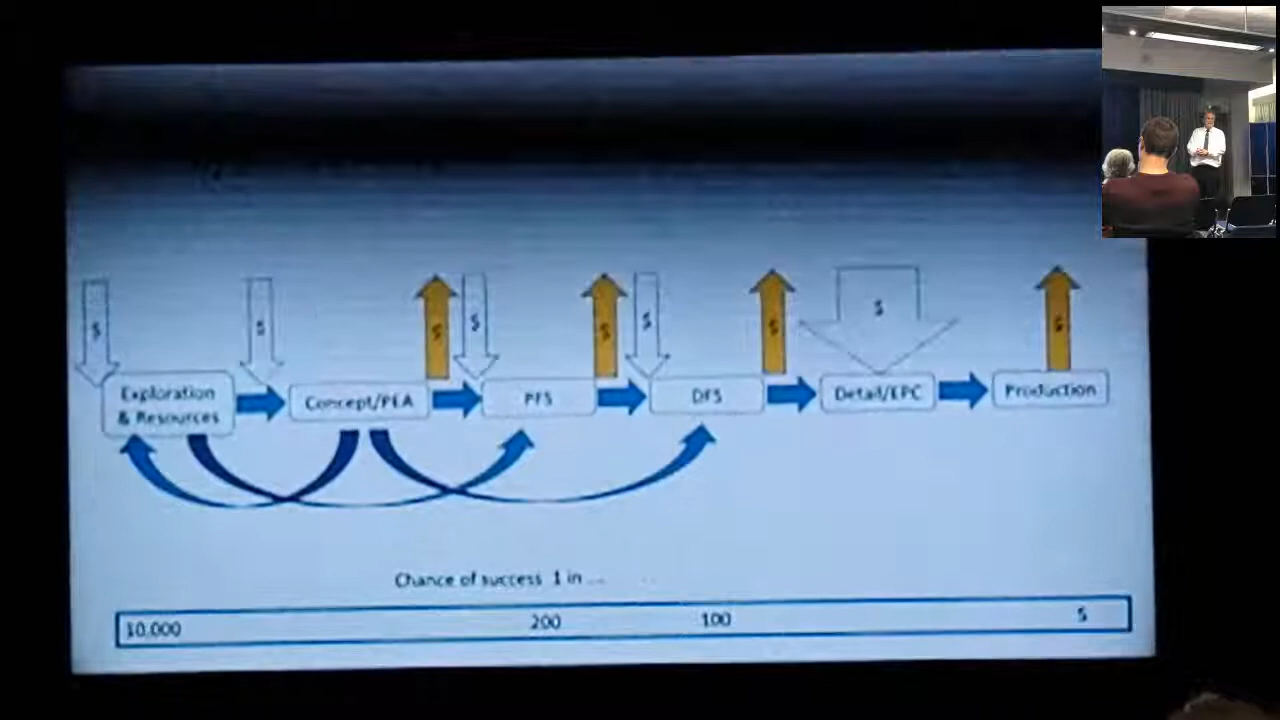 $ $ $ $ $ $ $ $ $
Exploration
& Resources
Concept/PEA
PFS
DFS
Detail/EPC
Production
Chance of success 1 in ...
10.000 200 100 5